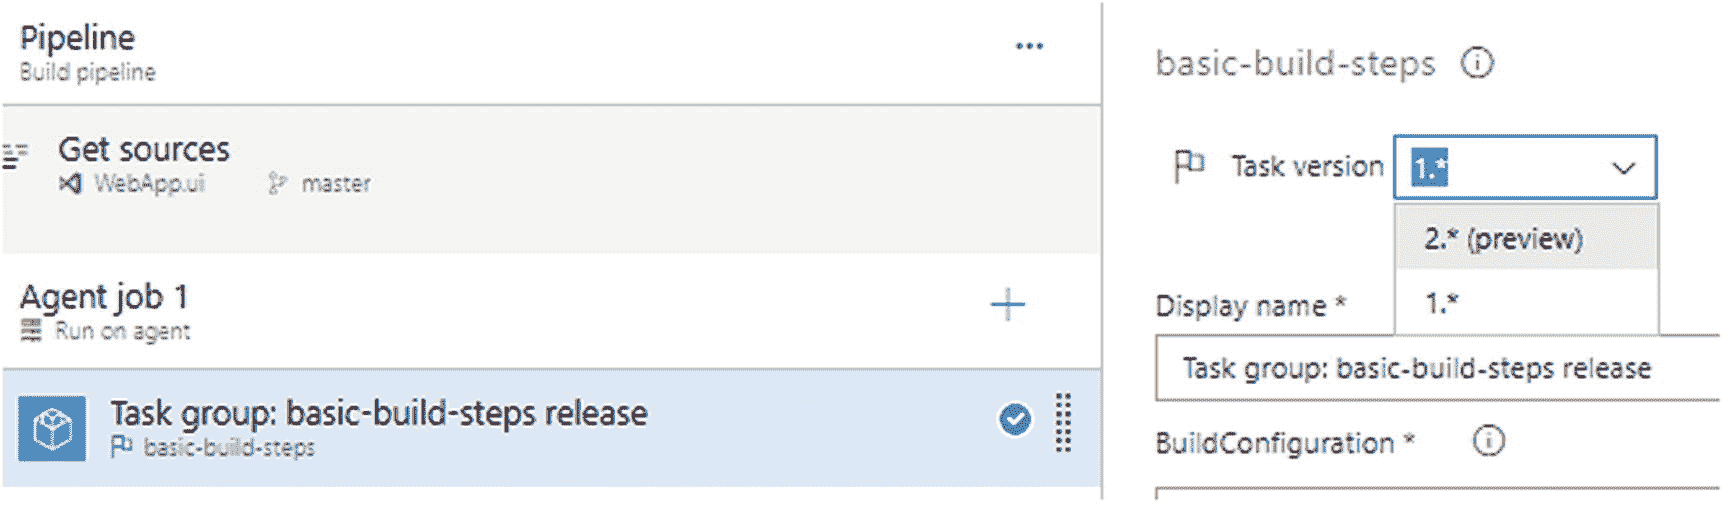 Pipeline
Build pipeline
Get sources
WebApp.ui master
Agent job 1
Run on agent
Task group: basic-build-steps release
basic-build-steps
basic-build-steps
Task version 1.*
2.* (preview)
1.*
Display name *
Task group: basic-build-steps release
BuildConfiguration *